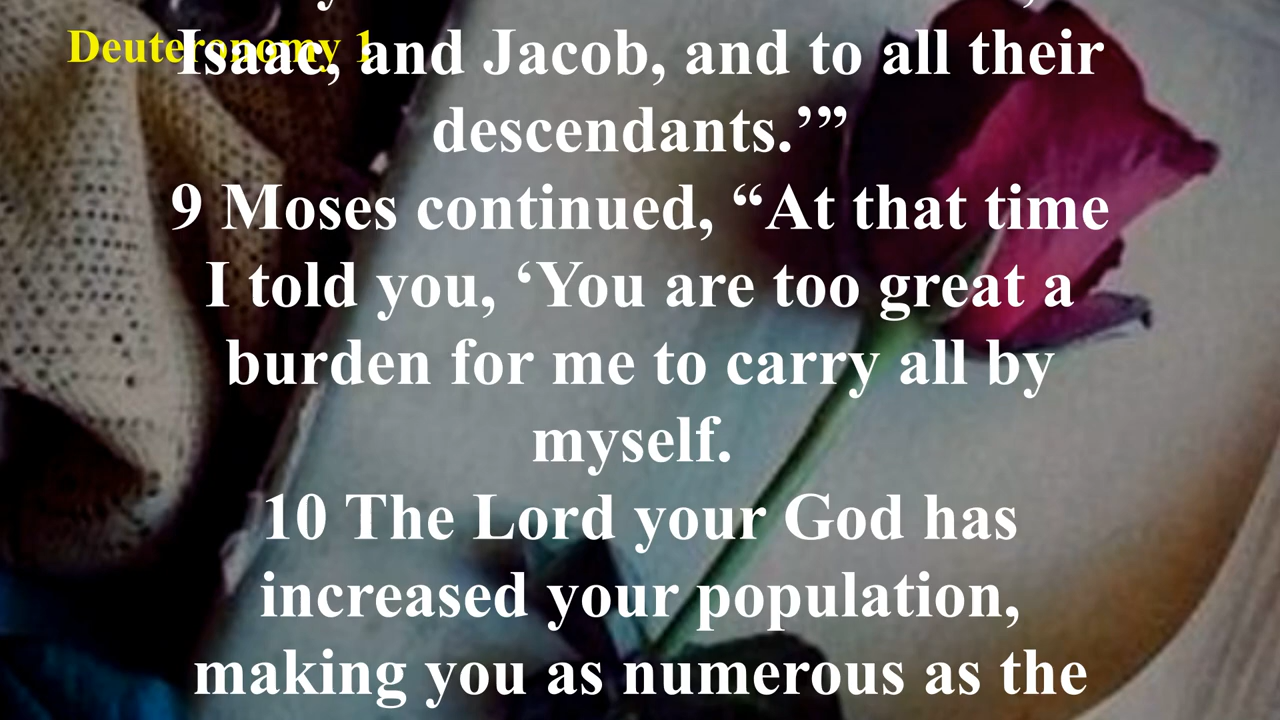 Deuteronomy 1
Isaac, and Jacob, and to all their
descendants.’”
9 Moses continued, “At that time
I told you, ‘You are too great a
burden for me to carry all by
myself.
10 The Lord your God has
increased your population,
making you as numerous as the